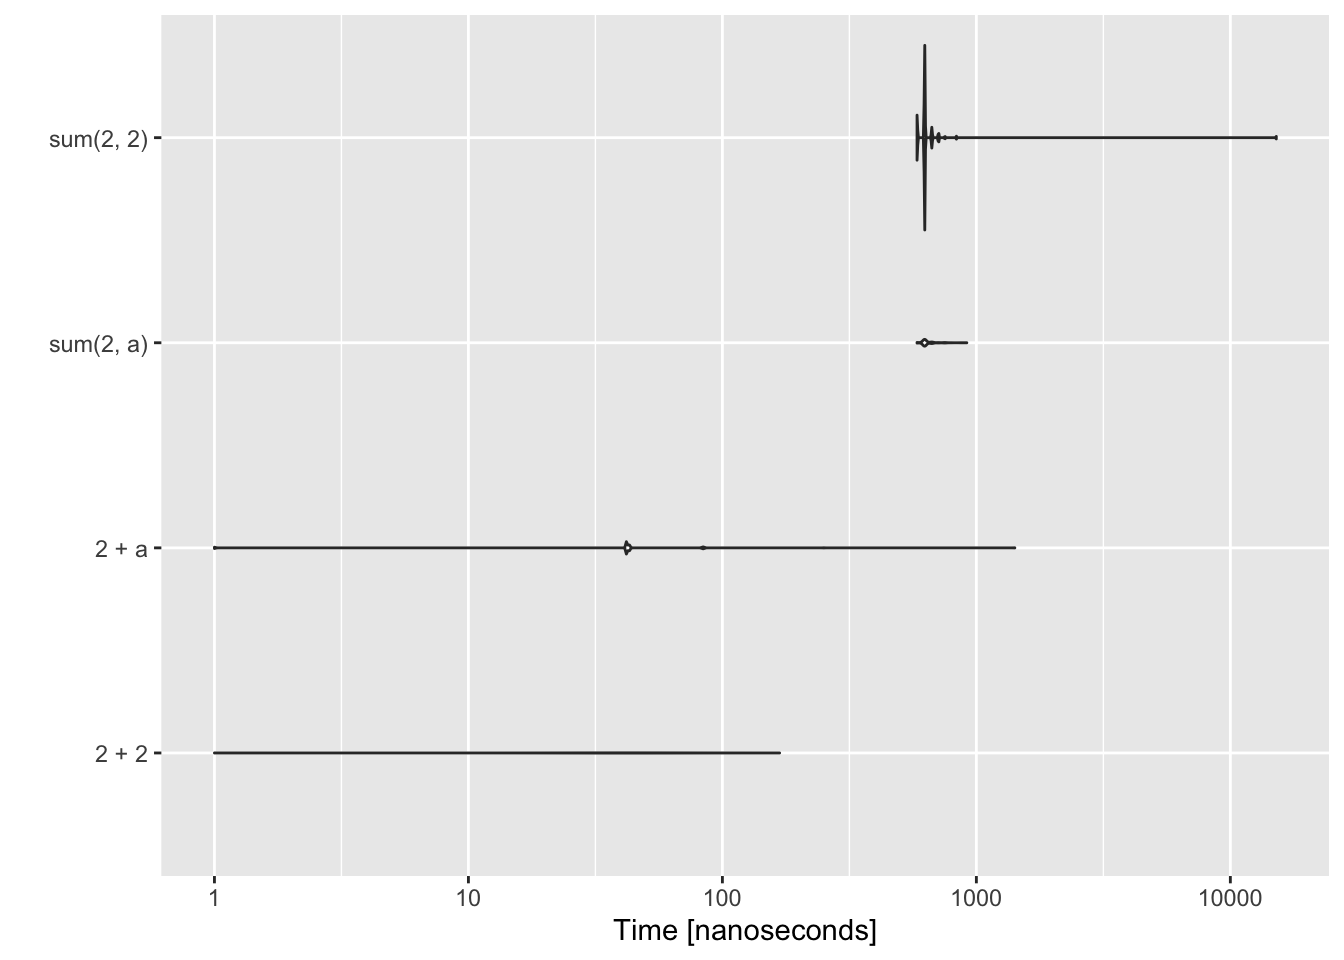 sum(2, 2)
sum(2, a)
2 + a
2 + 2
1 10 100 1000 10000
Time [nanoseconds]